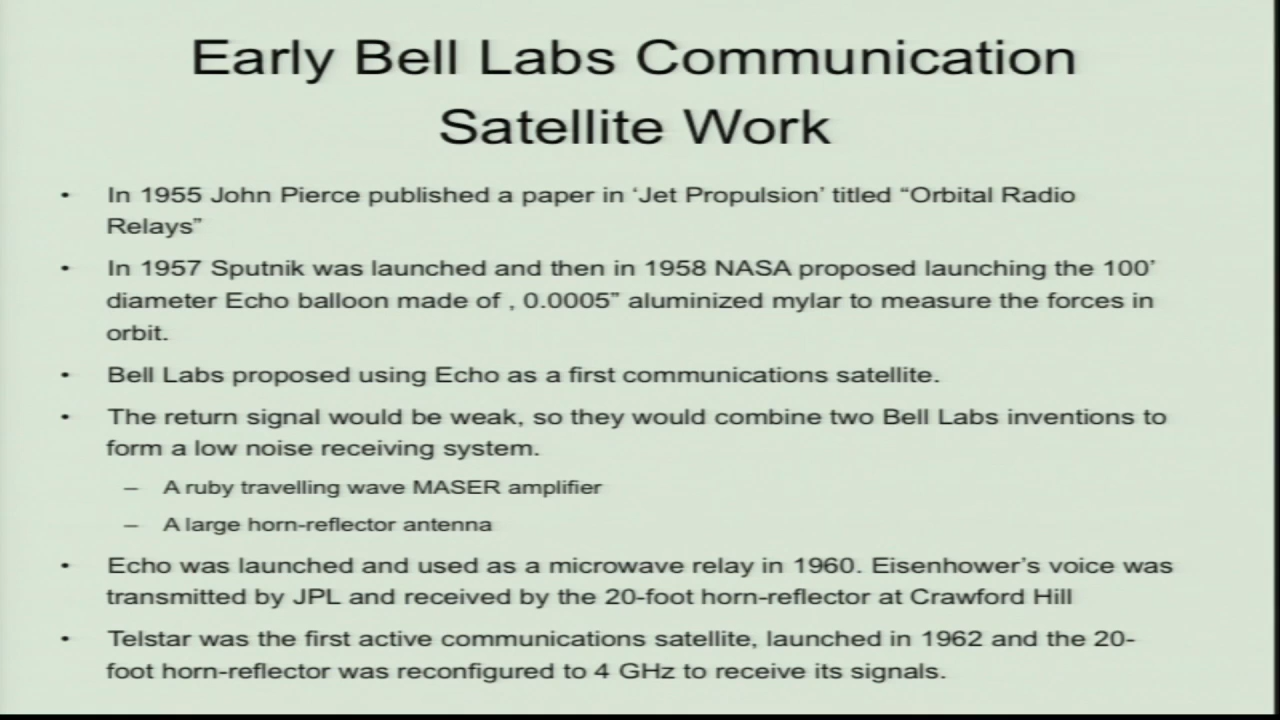 Early Bell Labs Communication
Satellite Work
• In 1955 John Pierce published a paper in ‘Jet Propulsion’ titled “Orbital Radio
Relays”
• In 1957 Sputnik was launched and then in 1958 NASA proposed launching the 100’
diameter Echo balloon made of , 0.0005” aluminized mylar to measure the forces in
orbit.
• Bell Labs proposed using Echo as a first communications satellite.
• The return signal would be weak, so they would combine two Bell Labs inventions to
form a low noise receiving system.
– A ruby travelling wave MASER amplifier
– A large horn-reflector antenna
• Echo was launched and used as a microwave relay in 1960. Eisenhower’s voice was
transmitted by JPL and received by the 20-foot horn-reflector at Crawford Hill
• Telstar was the first active communications satellite, launched in 1962 and the 20-
foot horn-reflector was reconfigured to 4 GHz to receive its signals.